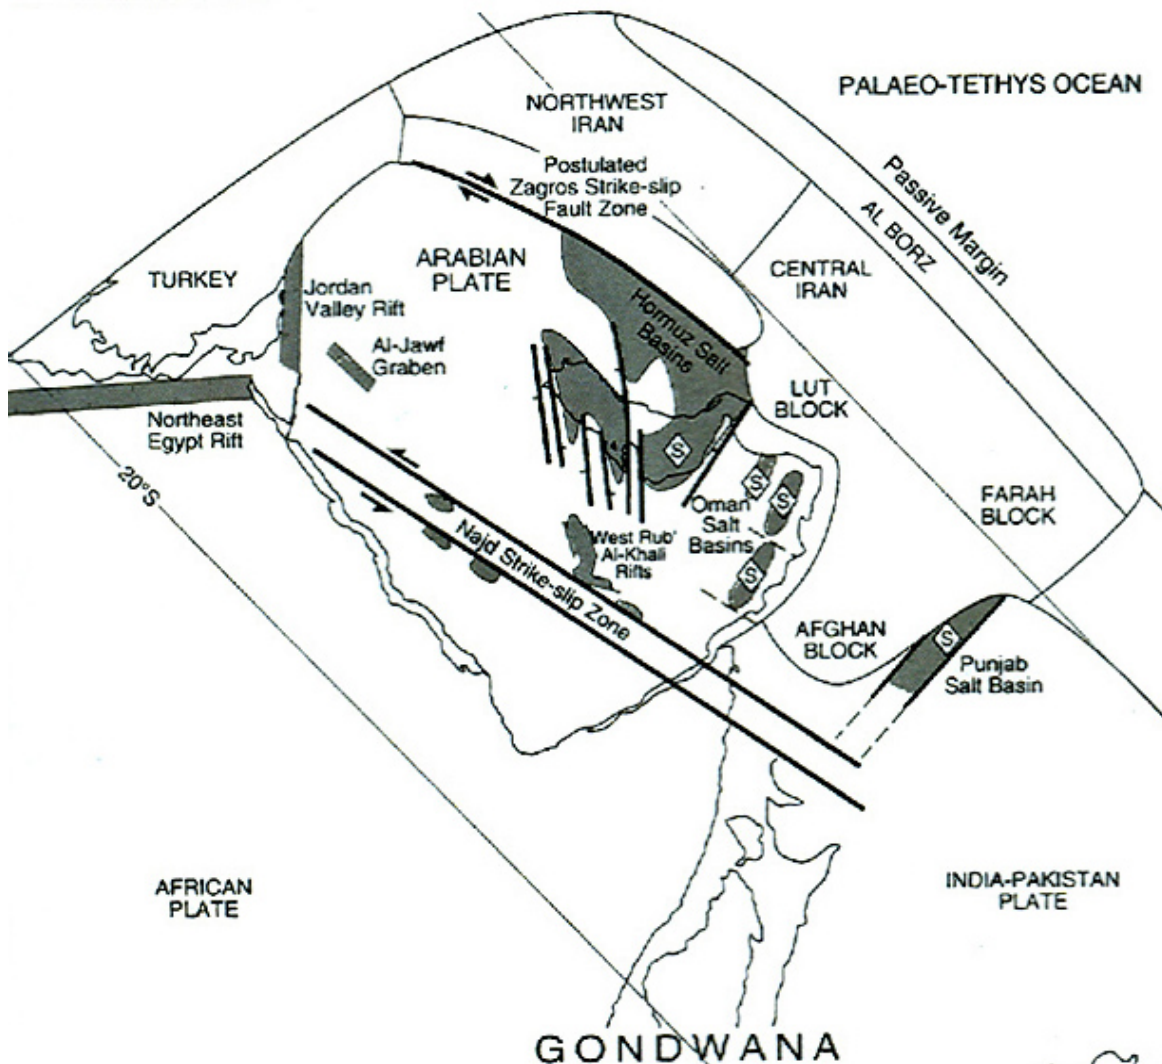 PALAEO-TETHYS OCEAN
NORTHWEST
IRAN
Postulated
Zagros Strike-slip
Fault Zone
Passive Margin
AL BORZ
ARABIAN
PLATE
CENTRAL
IRAN
TURKEY
Jordan
Valley Rift
Hormuz Salt
Basins
Al-Jawf
Graben
LUT
BLOCK
Northeast
Egypt Rift
20°S
S
S
S
S
Oman
Salt
Basins
FARAH
BLOCK
West Rub'
Al-Khali
Rifts
Najd Strike-slip Zone
AFGHAN
BLOCK
S
Punjab
Salt Basin
AFRICAN
PLATE
INDIA-PAKISTAN
PLATE
GONDWANA